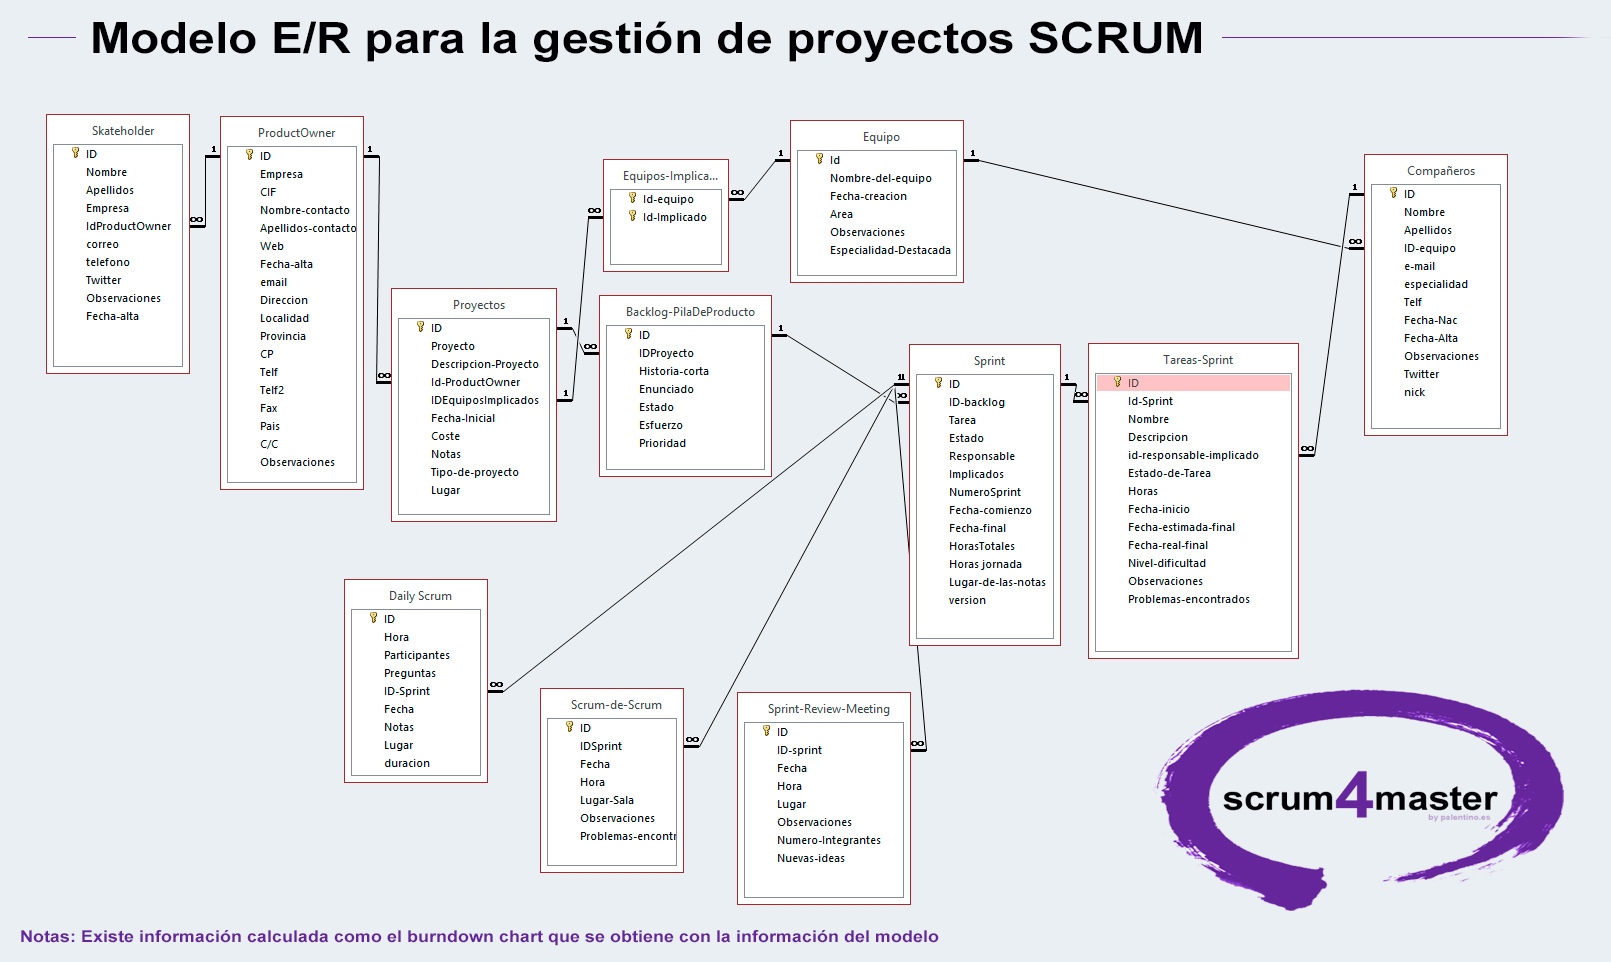 Modelo E/R para la gestión de proyectos SCRUM
Skateholder
ID
Nombre
Apellidos
Empresa
IdProductOwner
correo
telefono
Twitter
Observaciones
Fecha-alta
1
∞
ProductOwner
ID
Empresa
CIF
Nombre-contacto
Apellidos-contacto
Web
Fecha-alta
email
Direccion
Localidad
Provincia
CP
Telf
Telf2
Fax
Pais
C/C
Observaciones
1
∞
Proyectos
ID
Proyecto
Descripcion-Proyecto
Id-ProductOwner
IDEquiposImplicados
Fecha-Inicial
Coste
Notas
Tipo-de-proyecto
Lugar
1
∞
1
∞
Equipos-Implica...
Id-equipo
Id-Implicado
∞
1
Backlog-PilaDeProducto
ID
IDProyecto
Historia-corta
Enunciado
Estado
Esfuerzo
Prioridad
1
Equipo
Id
Nombre-del-equipo
Fecha-creacion
Area
Observaciones
Especialidad-Destacada
1
∞
Sprint
ID
ID-backlog
Tarea
Estado
Responsable
Implicados
NumeroSprint
Fecha-comienzo
Fecha-final
HorasTotales
Horas jornada
Lugar-de-las-notas
version
1
∞
Tareas-Sprint
ID
Id-Sprint
Nombre
Descripcion
id-responsable-implicado
Estado-de-Tarea
Horas
Fecha-inicio
Fecha-estimada-final
Fecha-real-final
Nivel-dificultad
Observaciones
Problemas-encontrados
∞
1
Compañeros
ID
Nombre
Apellidos
ID-equipo
e-mail
especialidad
Telf
Fecha-Nac
Fecha-Alta
Observaciones
Twitter
nick
Daily Scrum
ID
Hora
Participantes
Preguntas
ID-Sprint
Fecha
Notas
Lugar
duracion
∞
Scrum-de-Scrum
ID
IDSprint
Fecha
Hora
Lugar-Sala
Observaciones
Problemas-encontr
∞
Sprint-Review-Meeting
ID
ID-sprint
Fecha
Hora
Lugar
Observaciones
Numero-Integrantes
Nuevas-ideas
∞
scrum4master
by palentino.es
Notas: Existe información calculada como el burndown chart que se obtiene con la información del modelo